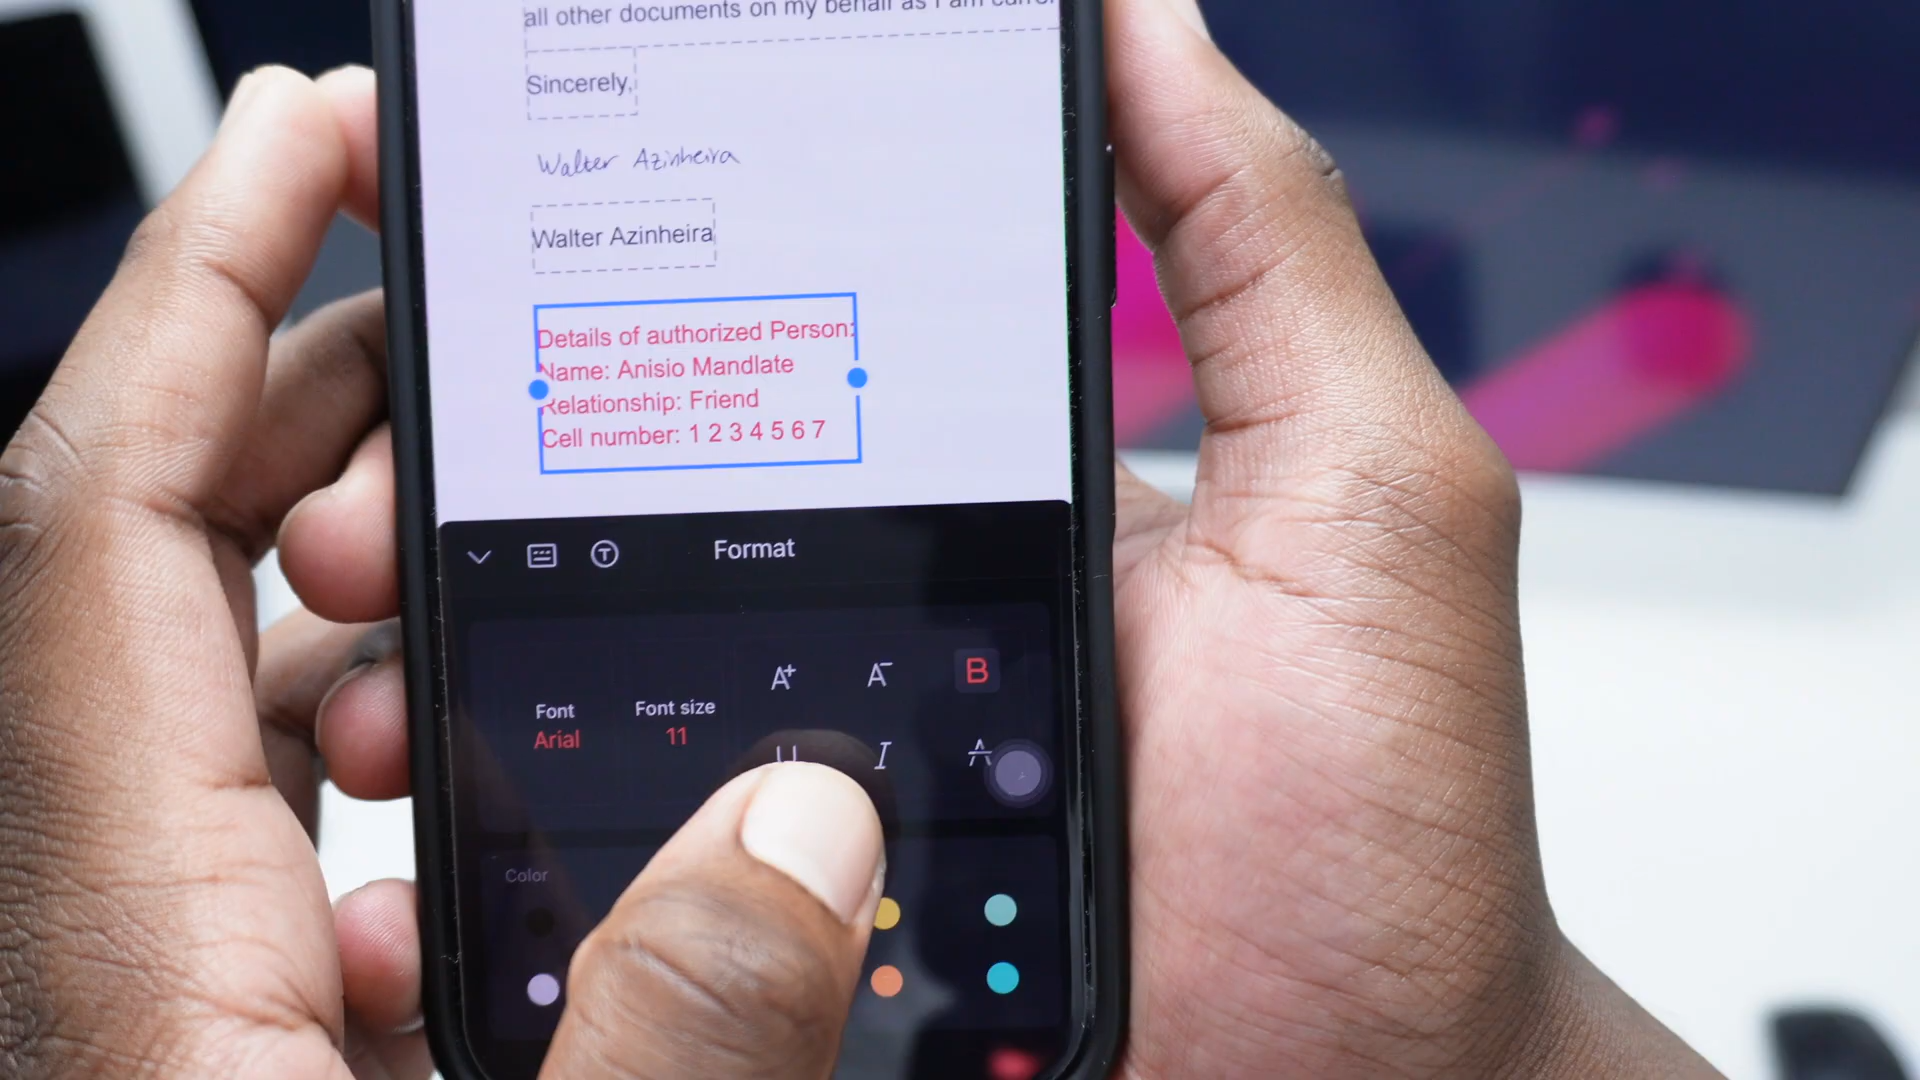 all other documents on my behalf as I am
Sincerely,
Walter Azinheira
Walter Azinheira
Details of authorized Person:
Name: Anisio Mandlate
Relationship: Friend
Cell number: 1 2 3 4 5 6 7
T
Format
A+ A- B
Font Font size
Arial 11
U I A
Color